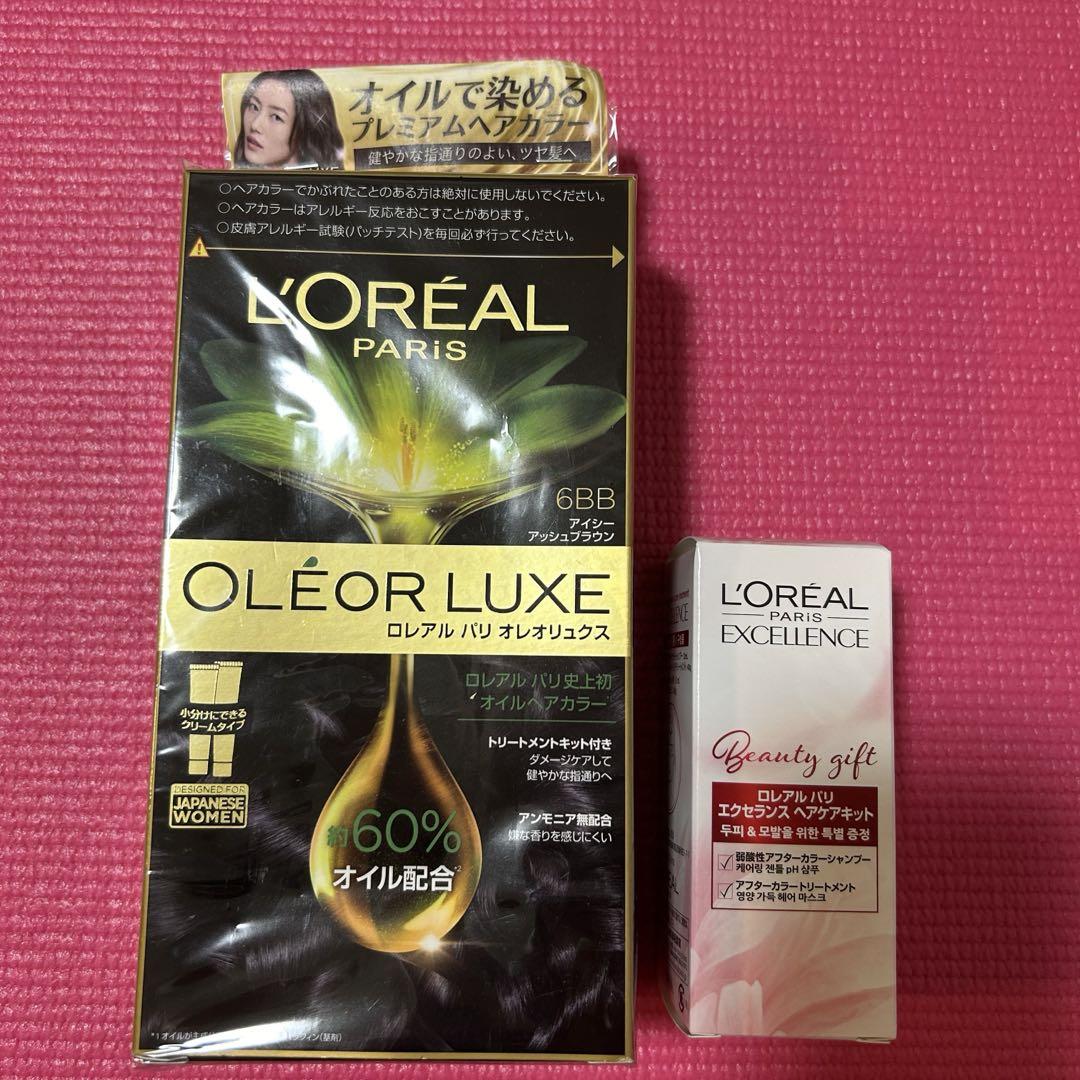 オイルで染める
プレミアムヘアカラー
健やかな指通りのよい、ツヤ髪へ
○ヘアカラーでかぶれたことのある方は絶対に使用しないでください。
○ヘアカラーはアレルギー反応をおこすことがあります。
○皮膚アレルギー試験(パッチテスト)を毎回必ず行ってください。
L'ORÉAL
PARiS
6BB
アイシー
アッシュブラウン
OLÉOR LUXE
ロレアル パリ オレオリュクス
ロレアル パリ史上初
オイルヘアカラー
小分けにできる
クリームタイプ
トリートメントキット付き
ダメージケアして
健やかな指通りへ
DESIGNED FOR
JAPANESE
WOMEN
アンモニア無配合
嫌な香りを感じにくい
約60%
オイル配合*2
L'ORÉAL
PARiS
EXCELLENCE
Beauty gift
ロレアル パリ
エクセランス ヘアケアキット
두피 & 모발을 위한 특별 증정
弱酸性アフターカラーシャンプー
케어링 젠틀 pH 샴푸
アフターカラートリートメント
영양 가득 헤어 마스크